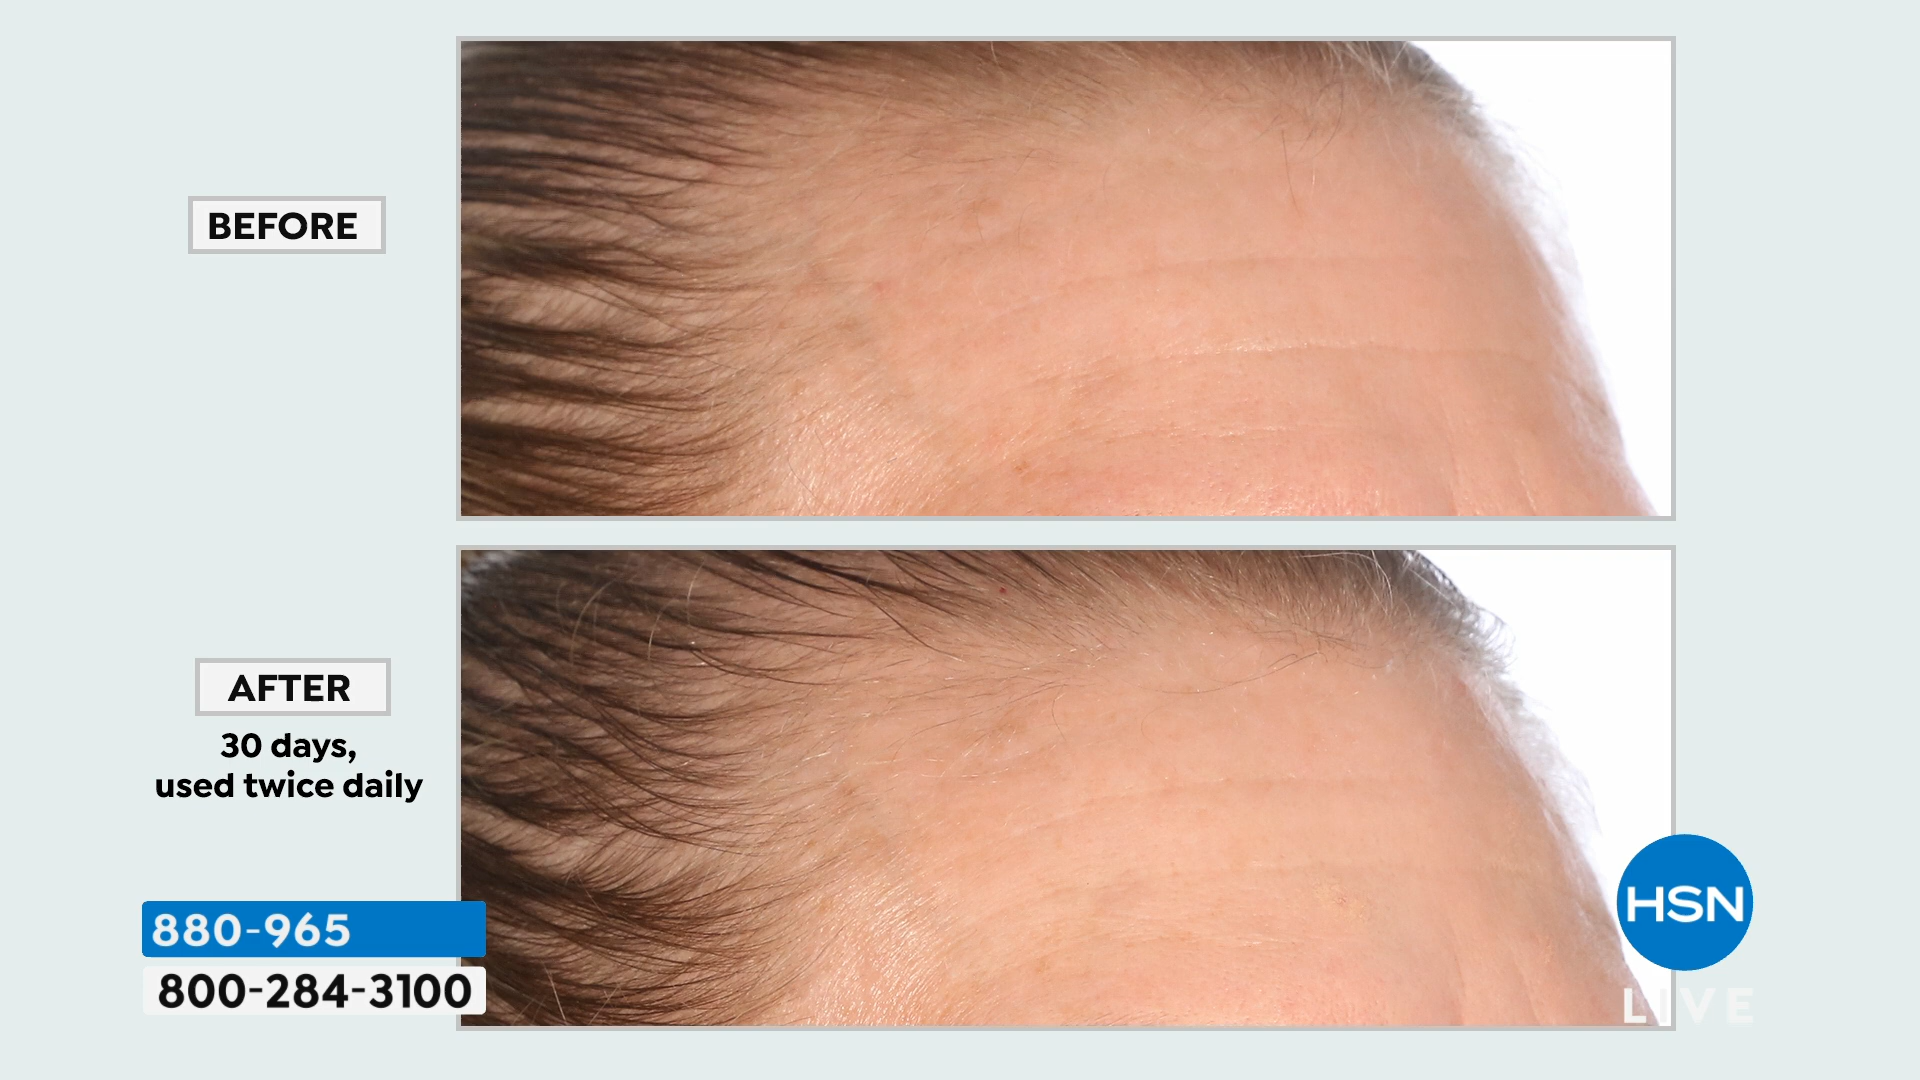 BEFORE
AFTER
30 days,
used twice daily
880-965
800-284-3100
HSN
LIVE